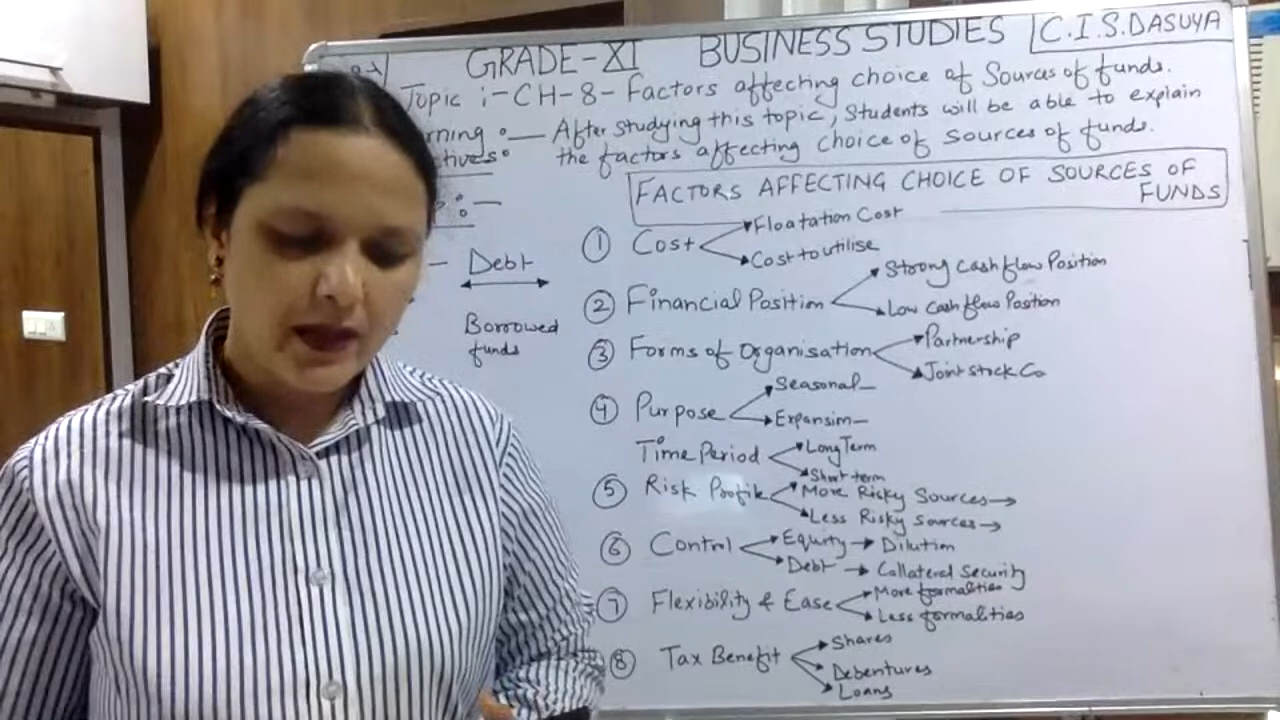 GRADE-XI BUSINESS STUDIES C.I.S.DASUYA
Topic :- CH-8- Factors affecting choice of Sources of funds.
rning :— After studying this topic, Students will be able to explain
tives: the factors affecting choice of sources of funds.
FACTORS AFFECTING CHOICE OF SOURCES OF
FUNDS
Debt
Borrowed
funds
① Cost
Floatation Cost
Cost to utilise
② Financial Position
Strong Cash flow Position
Low Cash flow Position
③ Forms of Organisation
Partnership
Joint stock Co
④ Purpose
Seasonal
Expansion
Time Period
Long Term
Short term
⑤ Risk Profile
More Risky Sources →
Less Risky Sources →
⑥ Control
Equity → Dilution
Debt → Collateral Security
⑦ Flexibility & Ease
More formalities
Less formalities
⑧ Tax Benefit
Shares
Debentures
Loans